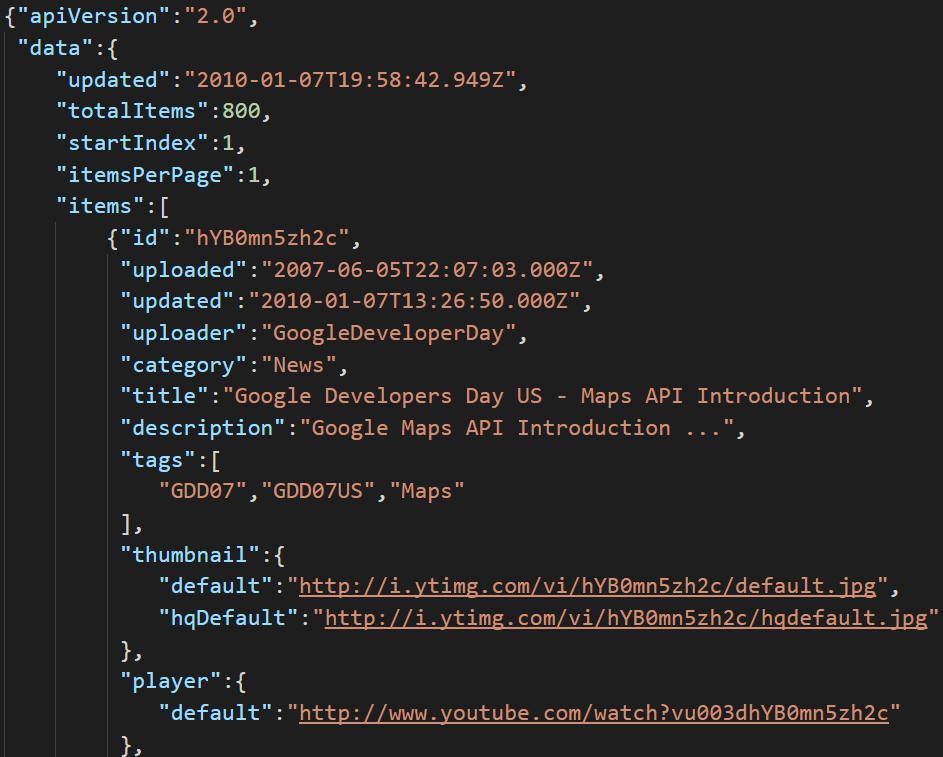 {"apiVersion":"2.0",
"data":{
"updated":"2010-01-07T19:58:42.949Z",
"totalItems":800,
"startIndex":1,
"itemsPerPage":1,
"items":[
{"id":"hYB0mn5zh2c",
"uploaded":"2007-06-05T22:07:03.000Z",
"updated":"2010-01-07T13:26:50.000Z",
"uploader":"GoogleDeveloperDay",
"category":"News",
"title":"Google Developers Day US - Maps API Introduction",
"description":"Google Maps API Introduction ...",
"tags":[
"GDD07","GDD07US","Maps"
],
"thumbnail":{
"default":"http://i.ytimg.com/vi/hYB0mn5zh2c/default.jpg",
"hqDefault":"http://i.ytimg.com/vi/hYB0mn5zh2c/hqdefault.jpg"
},
"player":{
"default":"http://www.youtube.com/watch?vu003dhYB0mn5zh2c"
},